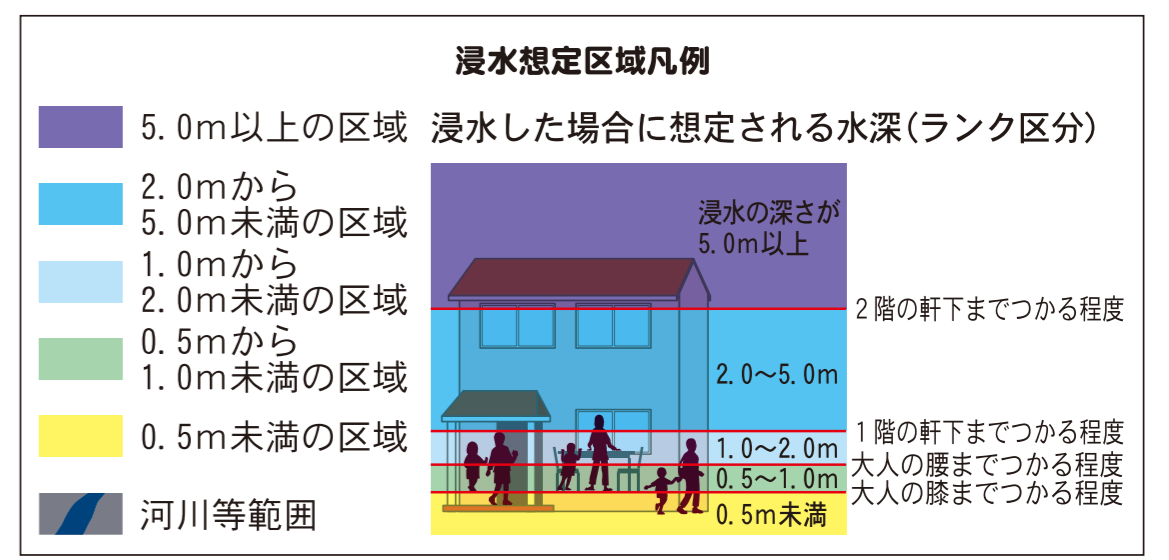 浸水想定区域凡例
5.0m以上の区域
2.0mから
5.0m未満の区域
1.0mから
2.0m未満の区域
0.5mから
1.0m未満の区域
0.5m未満の区域
河川等範囲
浸水した場合に想定される水深(ランク区分)
浸水の深さが
5.0m以上
2階の軒下までつかる程度
2.0〜5.0m
1階の軒下までつかる程度
1.0〜2.0m
大人の腰までつかる程度
0.5〜1.0m
大人の膝までつかる程度
0.5m未満